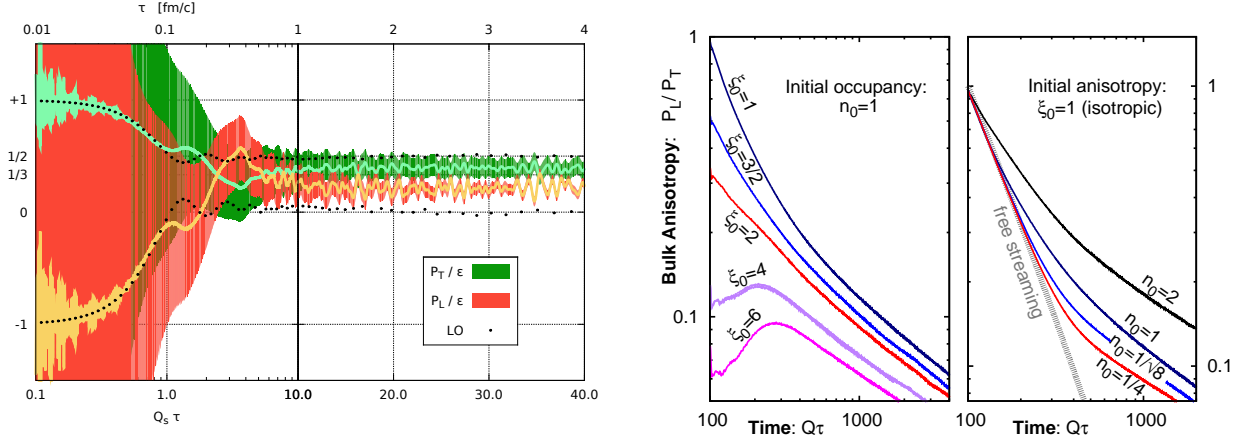 τ [fm/c]
0.01 0.1 1 2 3 4
+1
1/2
1/3
0
-1
P_T / ε
P_L / ε
LO
0.1 1.0 10.0 20.0 30.0 40.0
Q_s τ
Bulk Anisotropy: P_L/ P_T
1
0.1
ξ_0=1
ξ_0=3/2
ξ_0=2
ξ_0=4
ξ_0=6
Initial occupancy:
n_0=1
100 1000
Time: Qτ
Initial anisotropy:
ξ_0=1 (isotropic)
free streaming
n_0=2
n_0=1
n_0=1/√8
n_0=1/4
1
0.1
100 1000
Time: Qτ